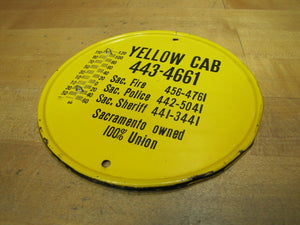 YELLOW CAB
443-4661
Sac. Fire 456-4761
Sac. Police 442-5041
Sac. Sheriff 441-3441
Sacramento owned
100% Union